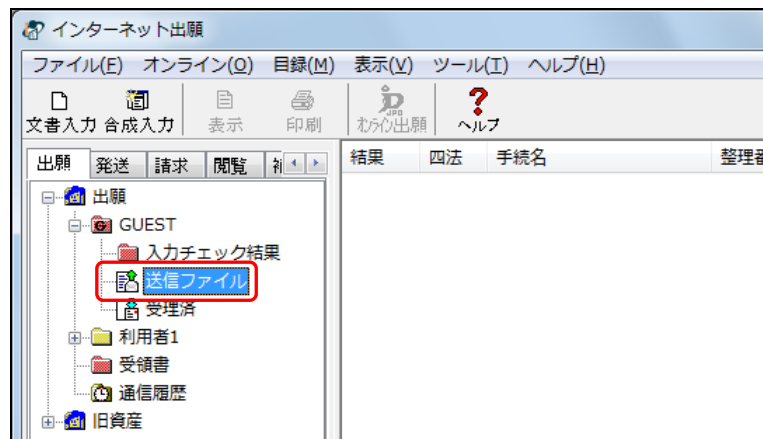 インターネット出願
ファイル(F) オンライン(O) 目録(M) 表示(V) ツール(T) ヘルプ(H)
文書入力 合成入力 表示 印刷 オンライン出願 ヘルプ
出願 発送 請求 閲覧
結果 四法 手続名 整理
出願
GUEST
入力チェック結果
送信ファイル
受理済
利用者1
受領書
通信履歴
旧資産